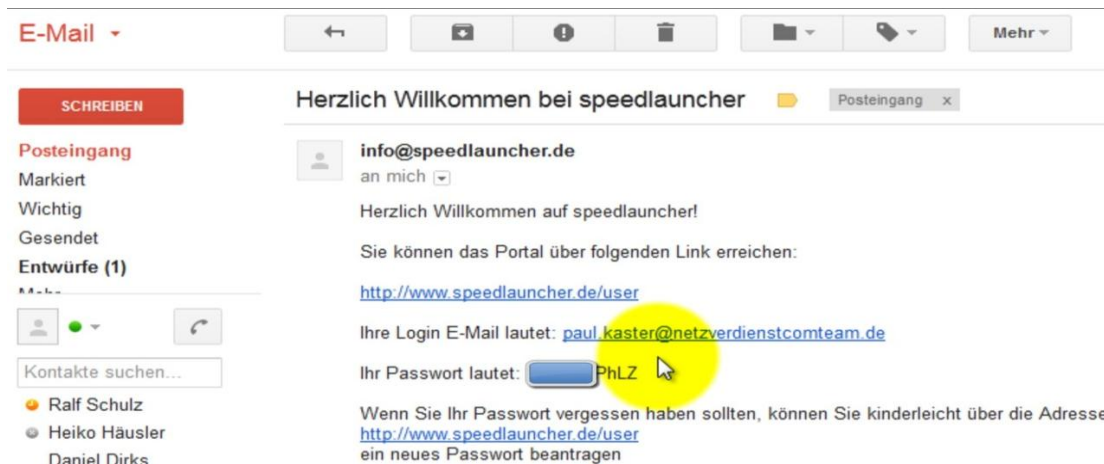 E-Mail
Mehr
SCHREIBEN
Herzlich Willkommen bei speedlauncher
Posteingang x
Posteingang
Markiert
Wichtig
Gesendet
Entwürfe (1)
Mehr
Kontakte suchen...
Ralf Schulz
Heiko Häusler
Daniel Dirks
info@speedlauncher.de
an mich
Herzlich Willkommen auf speedlauncher!
Sie können das Portal über folgenden Link erreichen:
http://www.speedlauncher.de/user
Ihre Login E-Mail lautet: paul.kaster@netzverdienstcomteam.de
Ihr Passwort lautet: PhLZ
Wenn Sie Ihr Passwort vergessen haben sollten, können Sie kinderleicht über die Adresse
http://www.speedlauncher.de/user
ein neues Passwort beantragen